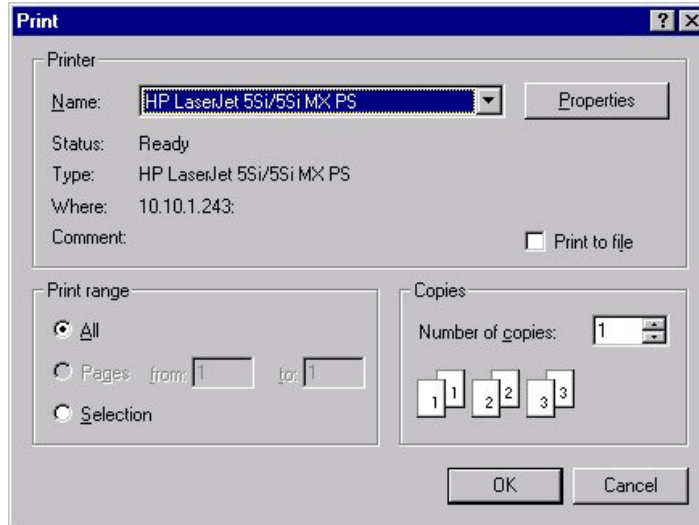 Print
Printer
Name: HP LaserJet 5Si/5Si MX PS Properties
Status: Ready
Type: HP LaserJet 5Si/5Si MX PS
Where: 10.10.1.243:
Comment: Print to file
Print range
All
Pages from: 1 to: 1
Selection
Copies
Number of copies: 1
1 1 2 2 3 3
OK Cancel